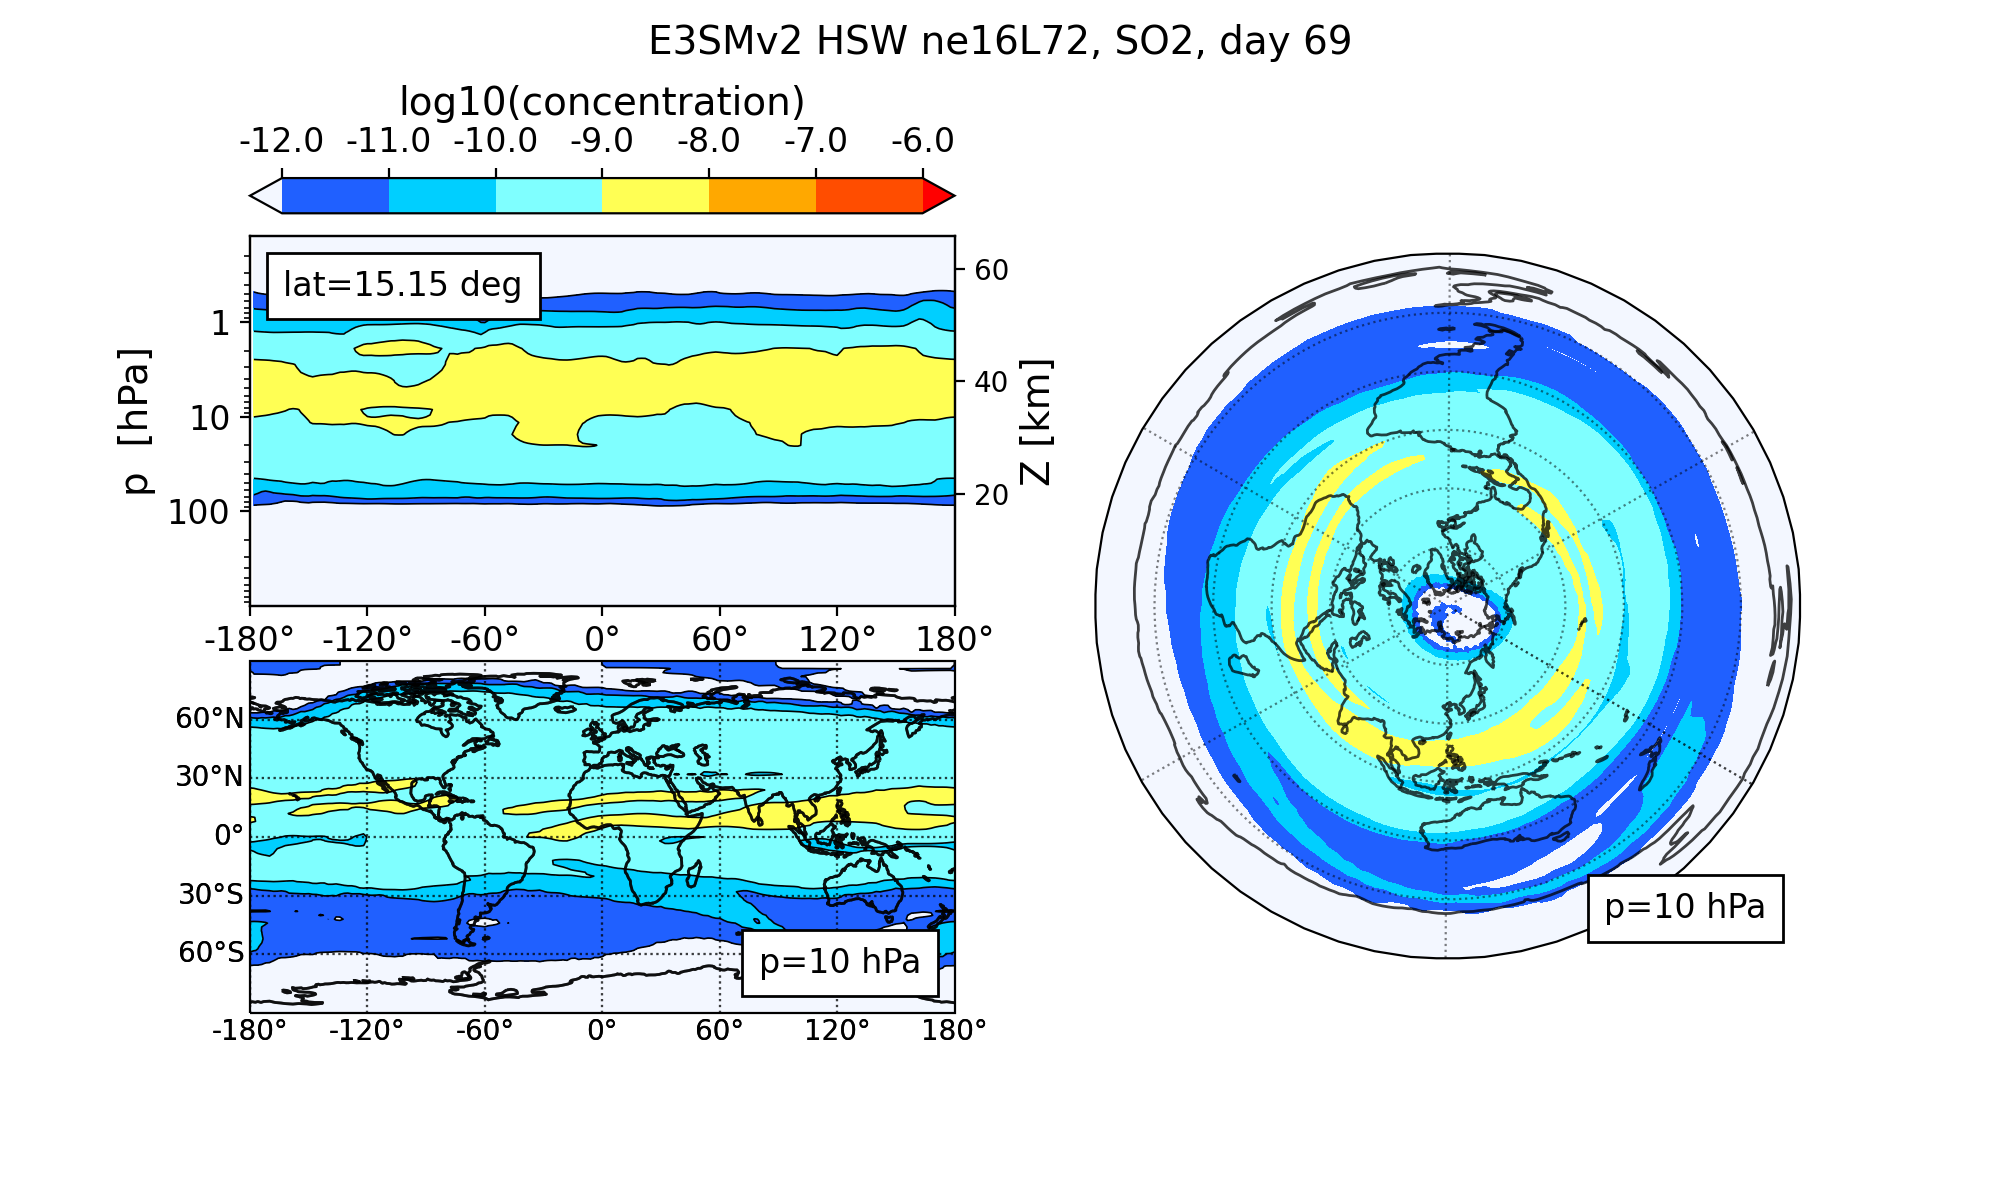 E3SMv2 HSW ne16L72, SO2, day 69
log10(concentration)
-12.0 -11.0 -10.0 -9.0 -8.0 -7.0 -6.0
lat=15.15 deg
p [hPa]
1
10
100
Z [km]
60
40
20
-180° -120° -60° 0° 60° 120° 180°
60°N
30°N
0°
30°S
60°S
p=10 hPa
-180° -120° -60° 0° 60° 120° 180°
p=10 hPa